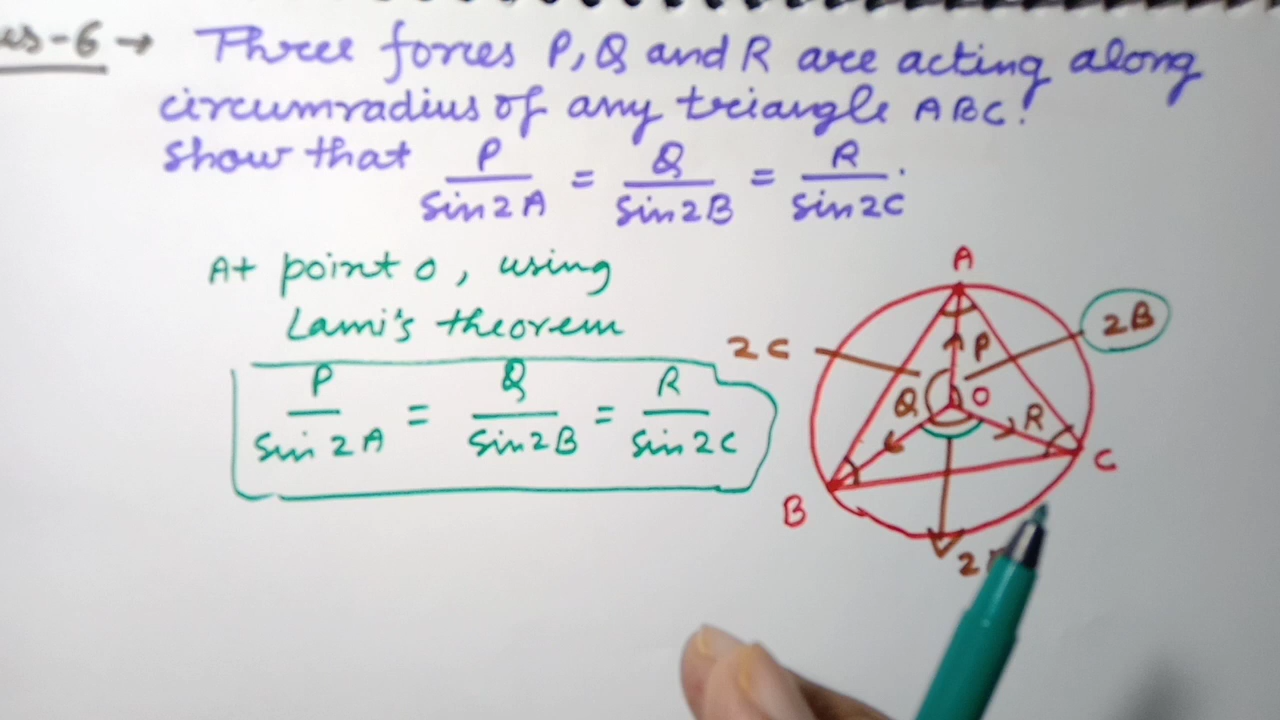 es-6 → Three forces P, Q and R are acting along
circumradius of any triangle ABC.
Show that P/sin2A = Q/sin2B = R/sin2C.
At point O, using
Lami's theorem
P/sin2A = Q/sin2B = R/sin2C
A
2B
2C
P
O
Q
R
C
B
2